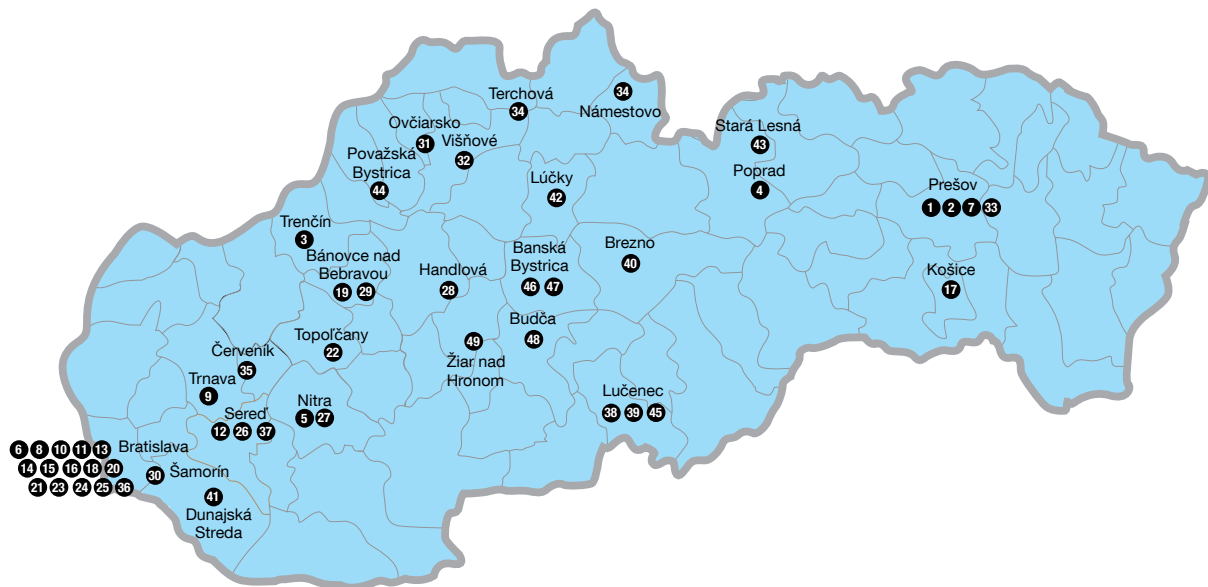 Terchová
34
34
Námestovo
Ovčiarsko
31
Višňové
32
Stará Lesná
43
Považská
Bystrica
44
Lúčky
42
Poprad
4
Prešov
1 2 7 33
Trenčín
3
Bánovce nad
Bebravou
19 29
Handlová
28
Banská
Bystrica
46 47
Brezno
40
Košice
17
Topoľčany
22
Budča
48
49
Žiar nad
Hronom
Červeník
35
Trnava
9
Sereď
12 26 37
Nitra
5 27
Lučenec
38 39 45
6 8 10 11 13
14 15 16 18 20
21 23 24 25 36
Bratislava
30
Šamorín
41
Dunajská
Streda